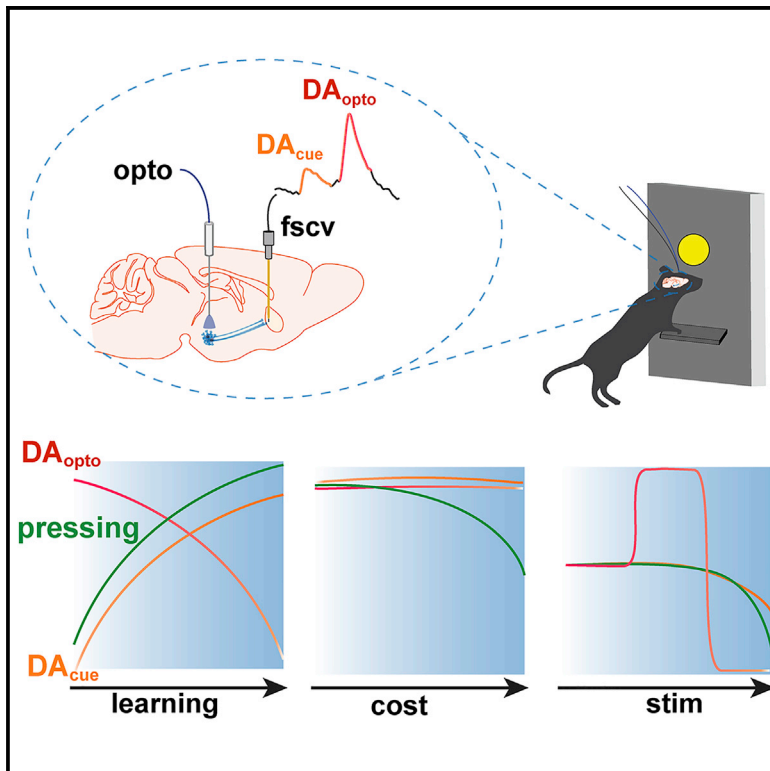 DAopto
DAcue
opto
fscv
DAopto
pressing
DAcue
learning
cost
stim